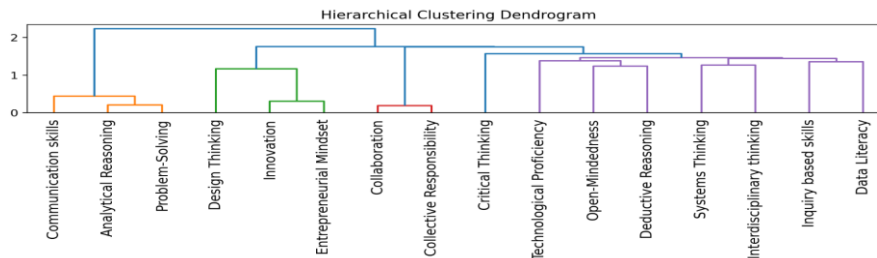 Hierarchical Clustering Dendrogram
2
1
0
Communication skills
Analytical Reasoning
Problem-Solving
Design Thinking
Innovation
Entrepreneurial Mindset
Collaboration
Collective Responsibility
Critical Thinking
Technological Proficiency
Open-Mindedness
Deductive Reasoning
Systems Thinking
Interdisciplinary thinking
Inquiry based skills
Data Literacy